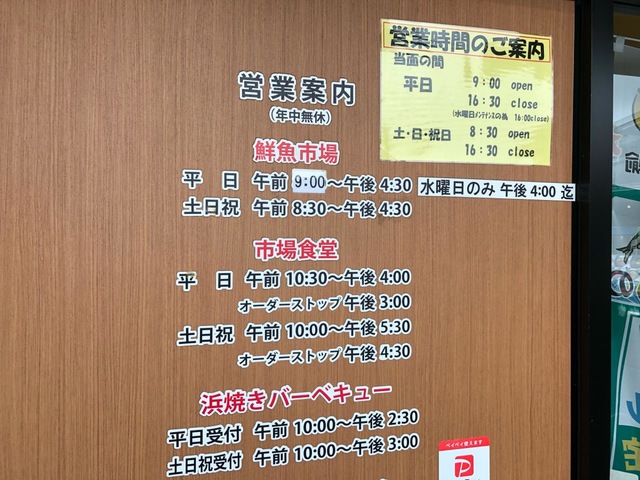 営業時間のご案内
当面の間
平日 9:00 open
16:30 close
(水曜日ﾒﾝﾃﾅﾝｽの為 16:00close)
土・日・祝日 8:30 open
16:30 close
営業案内
(年中無休)
鮮魚市場
平日 午前 9:00〜午後 4:30 水曜日のみ 午後 4:00 迄
土日祝 午前 8:30〜午後 4:30
市場食堂
平日 午前 10:30〜午後 4:00
オーダーストップ 午後 3:00
土日祝 午前 10:00〜午後 5:30
オーダーストップ 午後 4:30
浜焼きバーベキュー
平日受付 午前 10:00〜午後 2:30
土日祝受付 午前 10:00〜午後 3:00
ペイペイ使えます